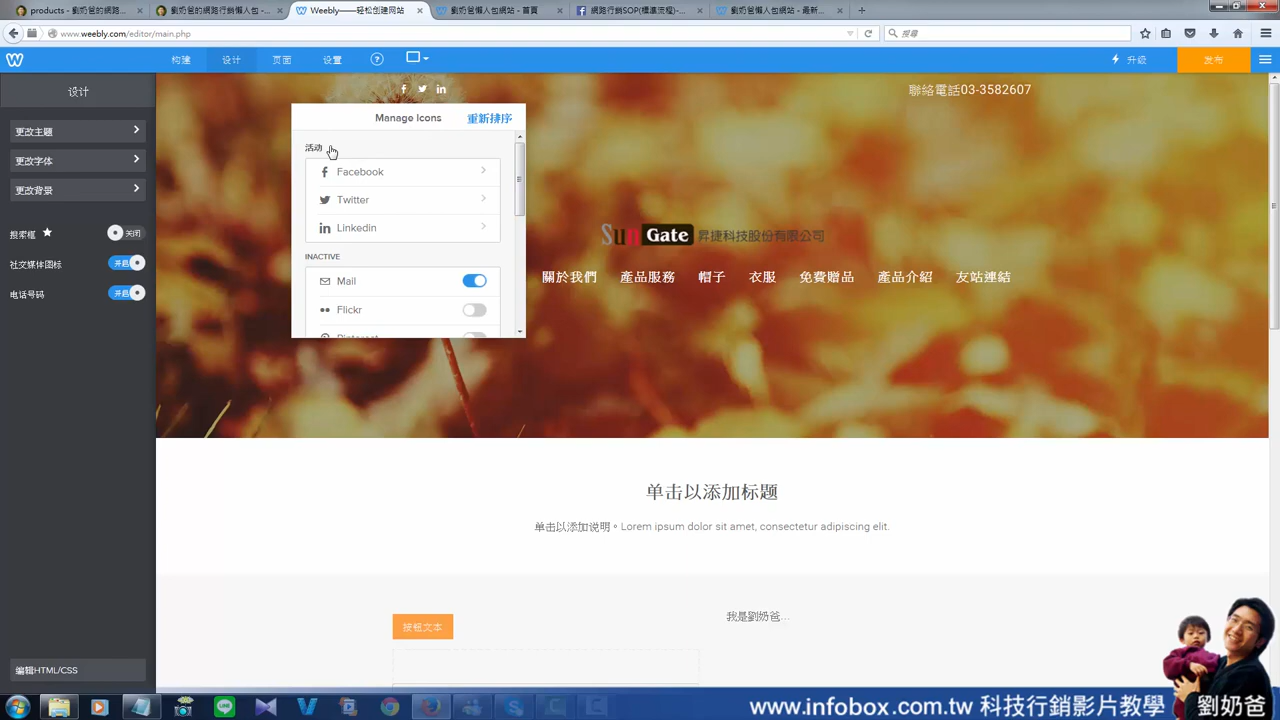 products - 劉奶爸的網路...
劉奶爸的網路行銷懶人包 -...
Weebly——轻松创建网站
劉奶爸懶人包網站 - 首頁
網路行銷SOP(標準流程)-...
劉奶爸懶人包網站 - 最新...
www.weebly.com/editor/main.php
搜尋
构建
设计
页面
设置
升级
发布
设计
更改主题
更改字体
更改背景
搜索框
关闭
社交媒体图标
开启
电话号码
开启
编辑HTML/CSS
聯絡電話03-3582607
Manage Icons
重新排序
活动
Facebook
Twitter
Linkedin
INACTIVE
Mail
Flickr
Pinterest
Sun Gate 昇捷科技股份有限公司
關於我們
產品服務
帽子
衣服
免費贈品
產品介紹
友站連結
单击以添加标题
单击以添加说明。Lorem ipsum dolor sit amet, consectetur adipiscing elit.
按钮文本
我是劉奶爸...
www.infobox.com.tw 科技行銷影片教學
劉奶爸